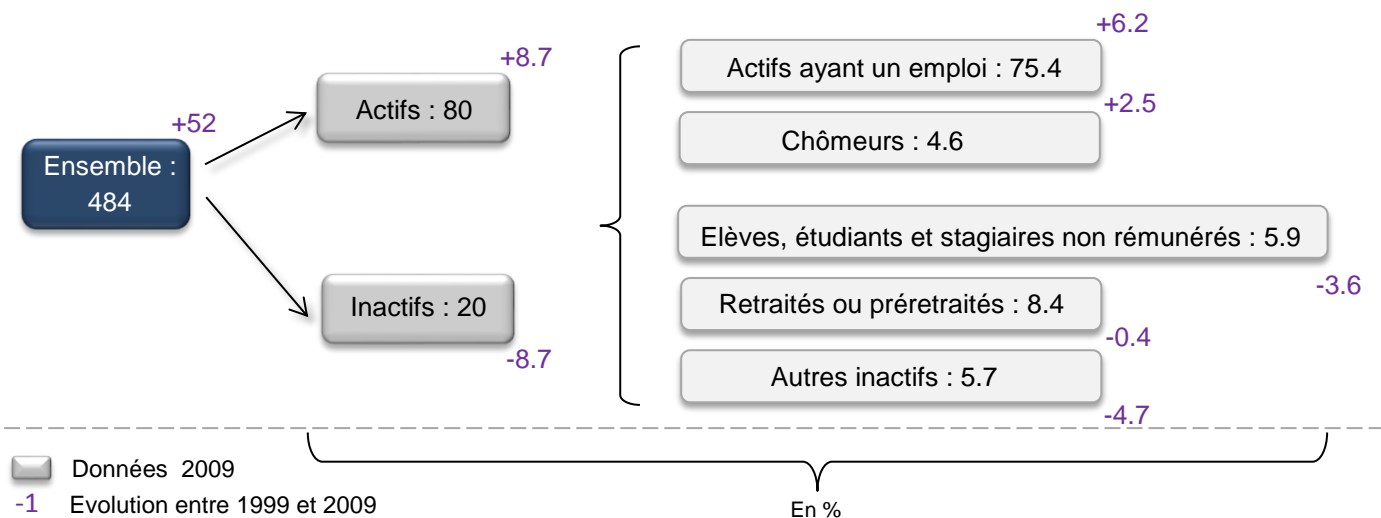 +52
Ensemble :
484
+8.7
Actifs : 80
Inactifs : 20
-8.7
+6.2
Actifs ayant un emploi : 75.4
+2.5
Chômeurs : 4.6
Elèves, étudiants et stagiaires non rémunérés : 5.9
-3.6
Retraités ou préretraités : 8.4
-0.4
Autres inactifs : 5.7
-4.7
Données 2009
-1 Evolution entre 1999 et 2009
En %